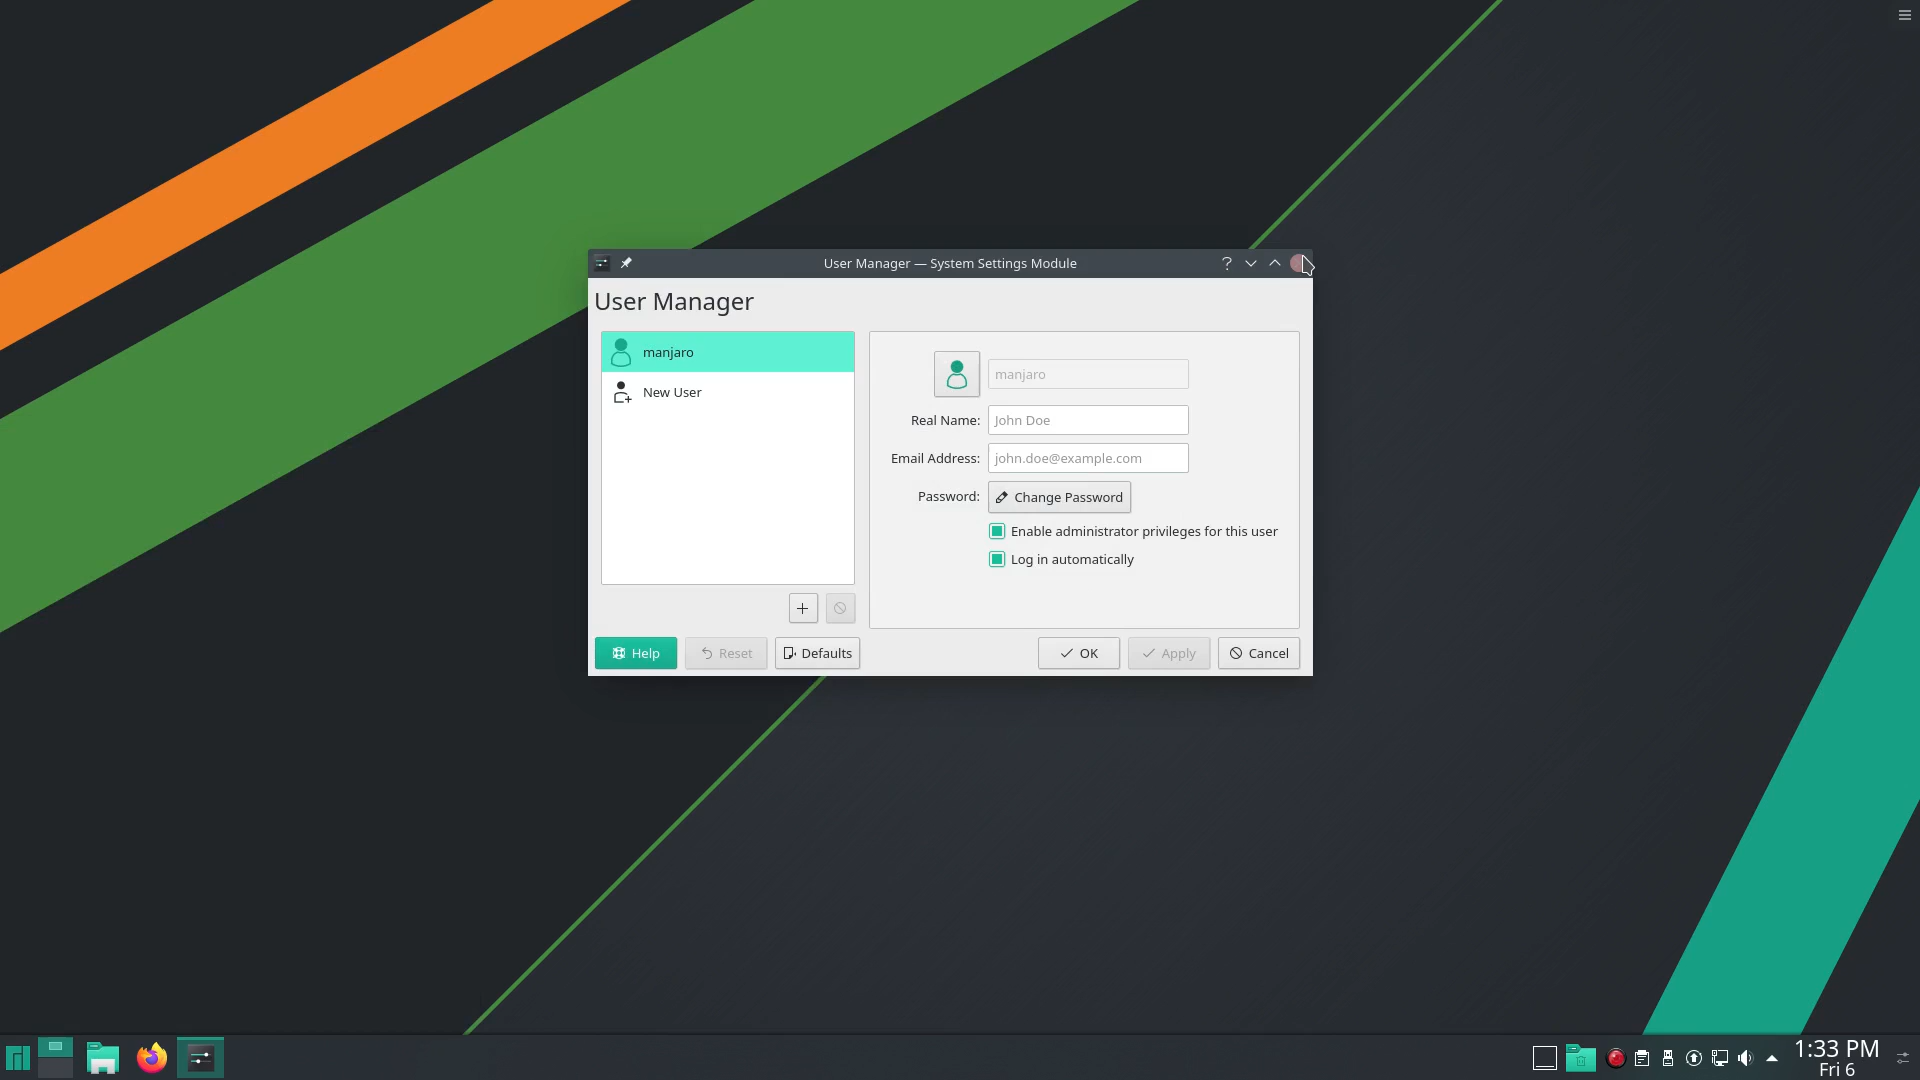 User Manager — System Settings Module
User Manager
manjaro
New User
manjaro
Real Name: John Doe
Email Address: john.doe@example.com
Password: Change Password
Enable administrator privileges for this user
Log in automatically
Help Reset Defaults OK Apply Cancel
1:33 PM
Fri 6